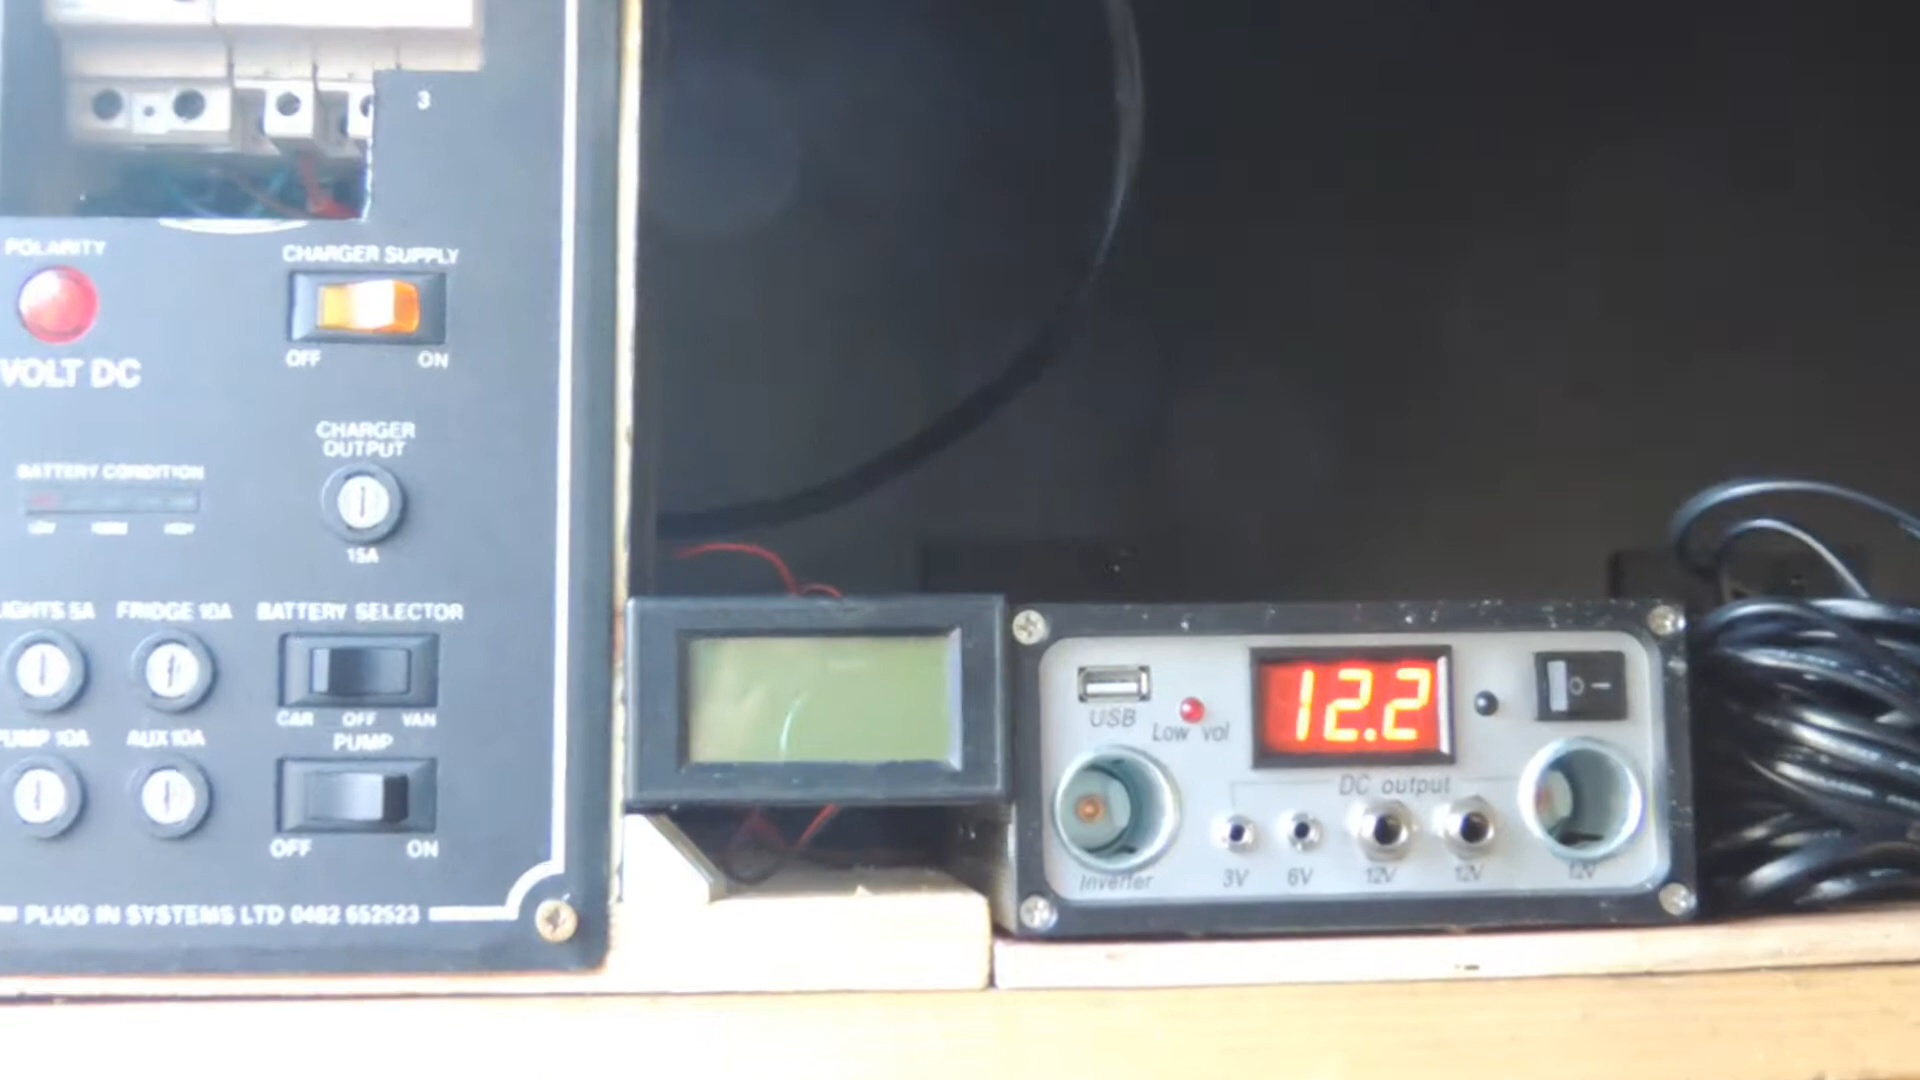 3
POLARITY
CHARGER SUPPLY
OFF ON
VOLT DC
CHARGER
OUTPUT
BATTERY CONDITION
15A
LIGHTS 5A FRIDGE 10A BATTERY SELECTOR
CAR OFF VAN
PUMP 10A AUX 10A PUMP
OFF ON
PLUG IN SYSTEMS LTD 0482 652523
12.2
USB
Low vol
DC output
Inverter 3V 6V 12V 12V 12V